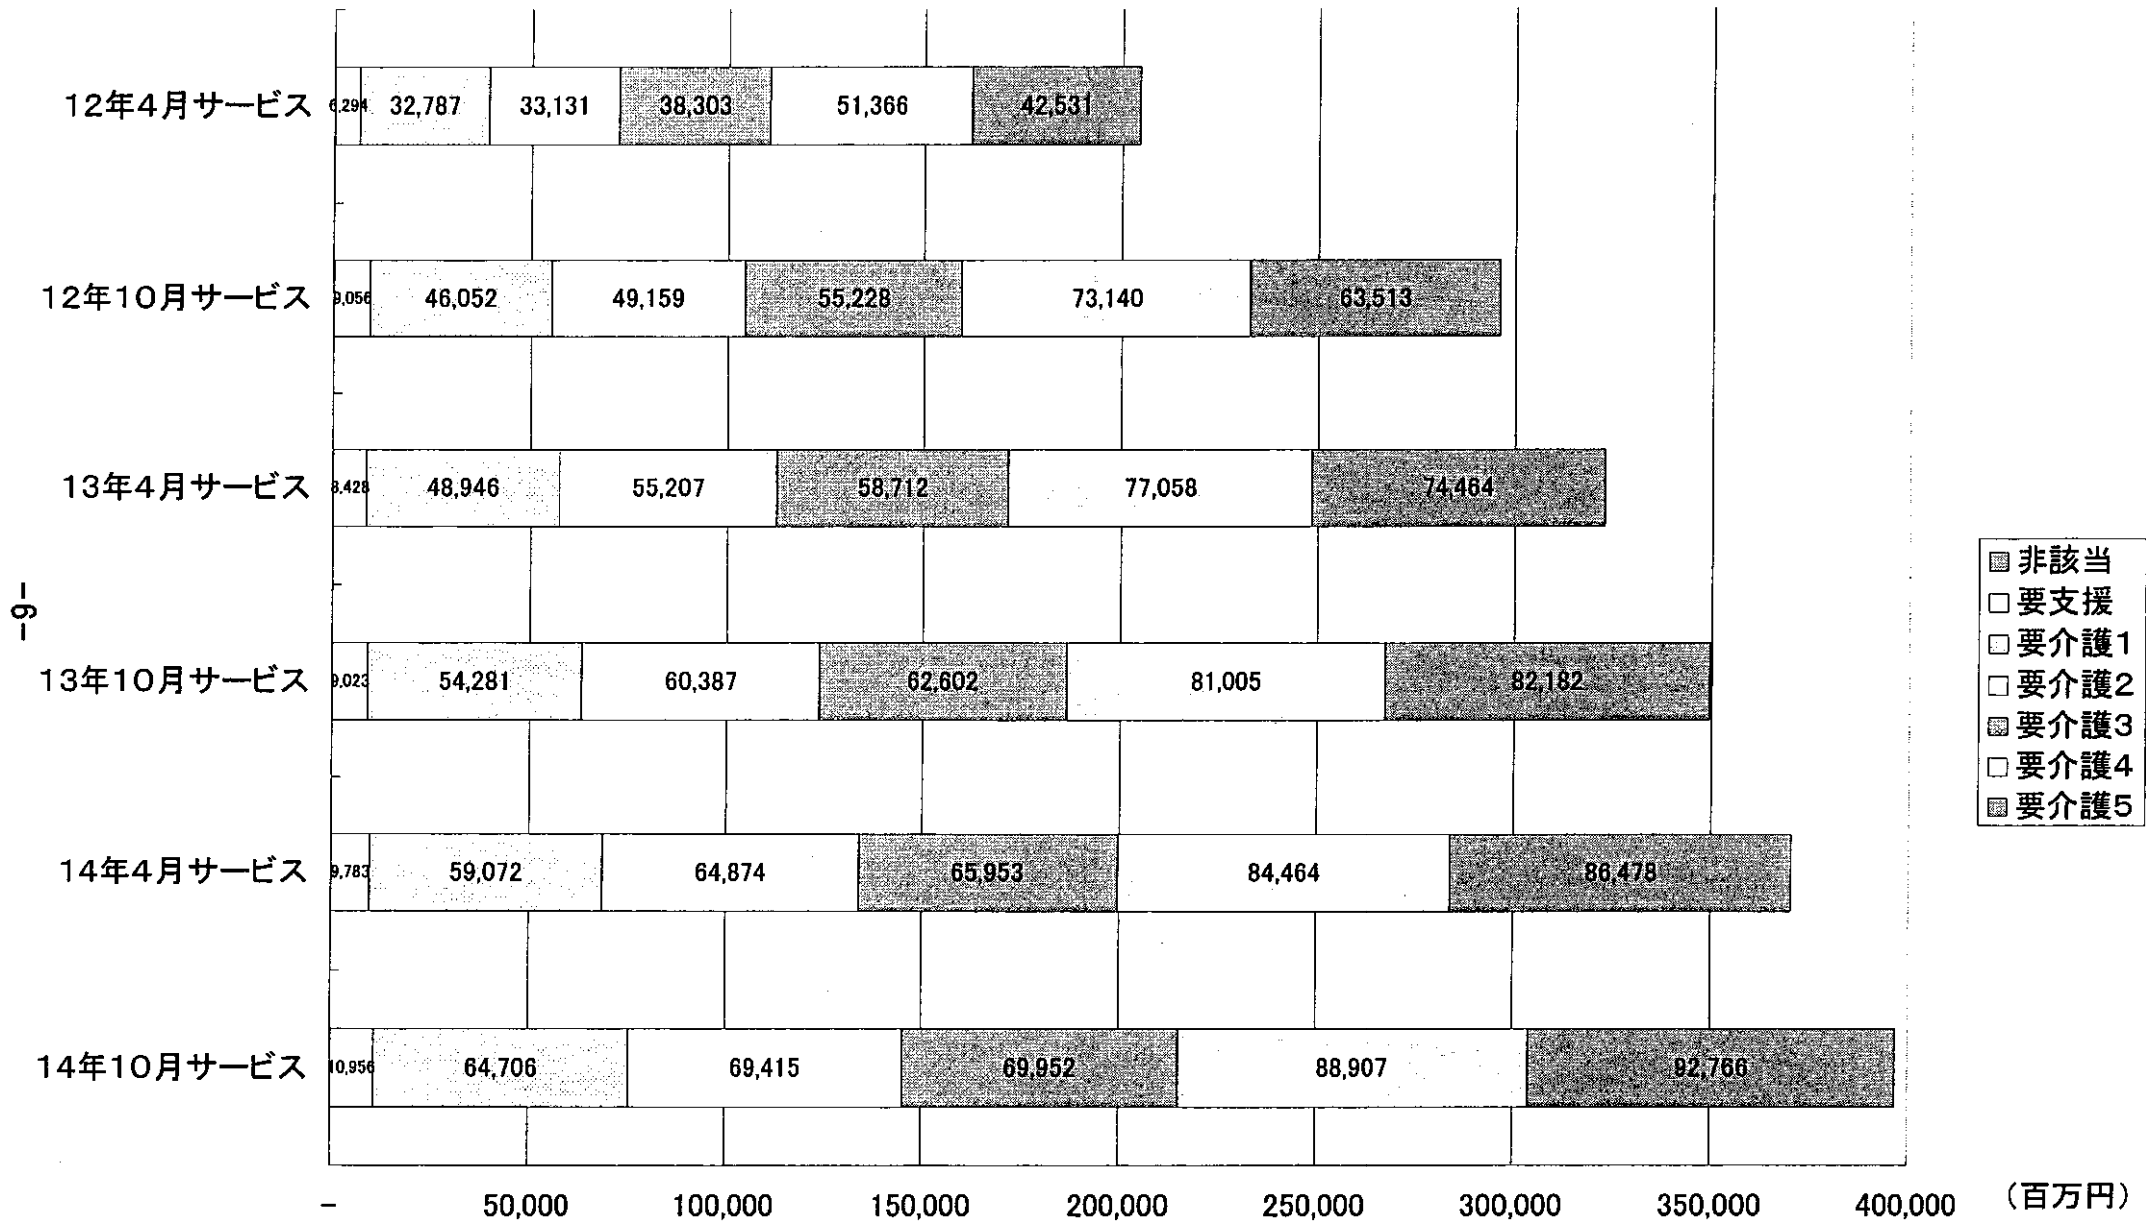 12年4月サービス 6,294 32,787 33,131 38,303 51,366 42,531
12年10月サービス 9,056 46,052 49,159 55,228 73,140 63,513
13年4月サービス 8,428 48,946 55,207 58,712 77,058 74,464
13年10月サービス 9,023 54,281 60,387 62,602 81,005 82,182
14年4月サービス 9,783 59,072 64,874 65,953 84,464 86,478
14年10月サービス 10,956 64,706 69,415 69,952 88,907 92,766
- 50,000 100,000 150,000 200,000 250,000 300,000 350,000 400,000 (百万円)
非該当
要支援
要介護1
要介護2
要介護3
要介護4
要介護5
-9-